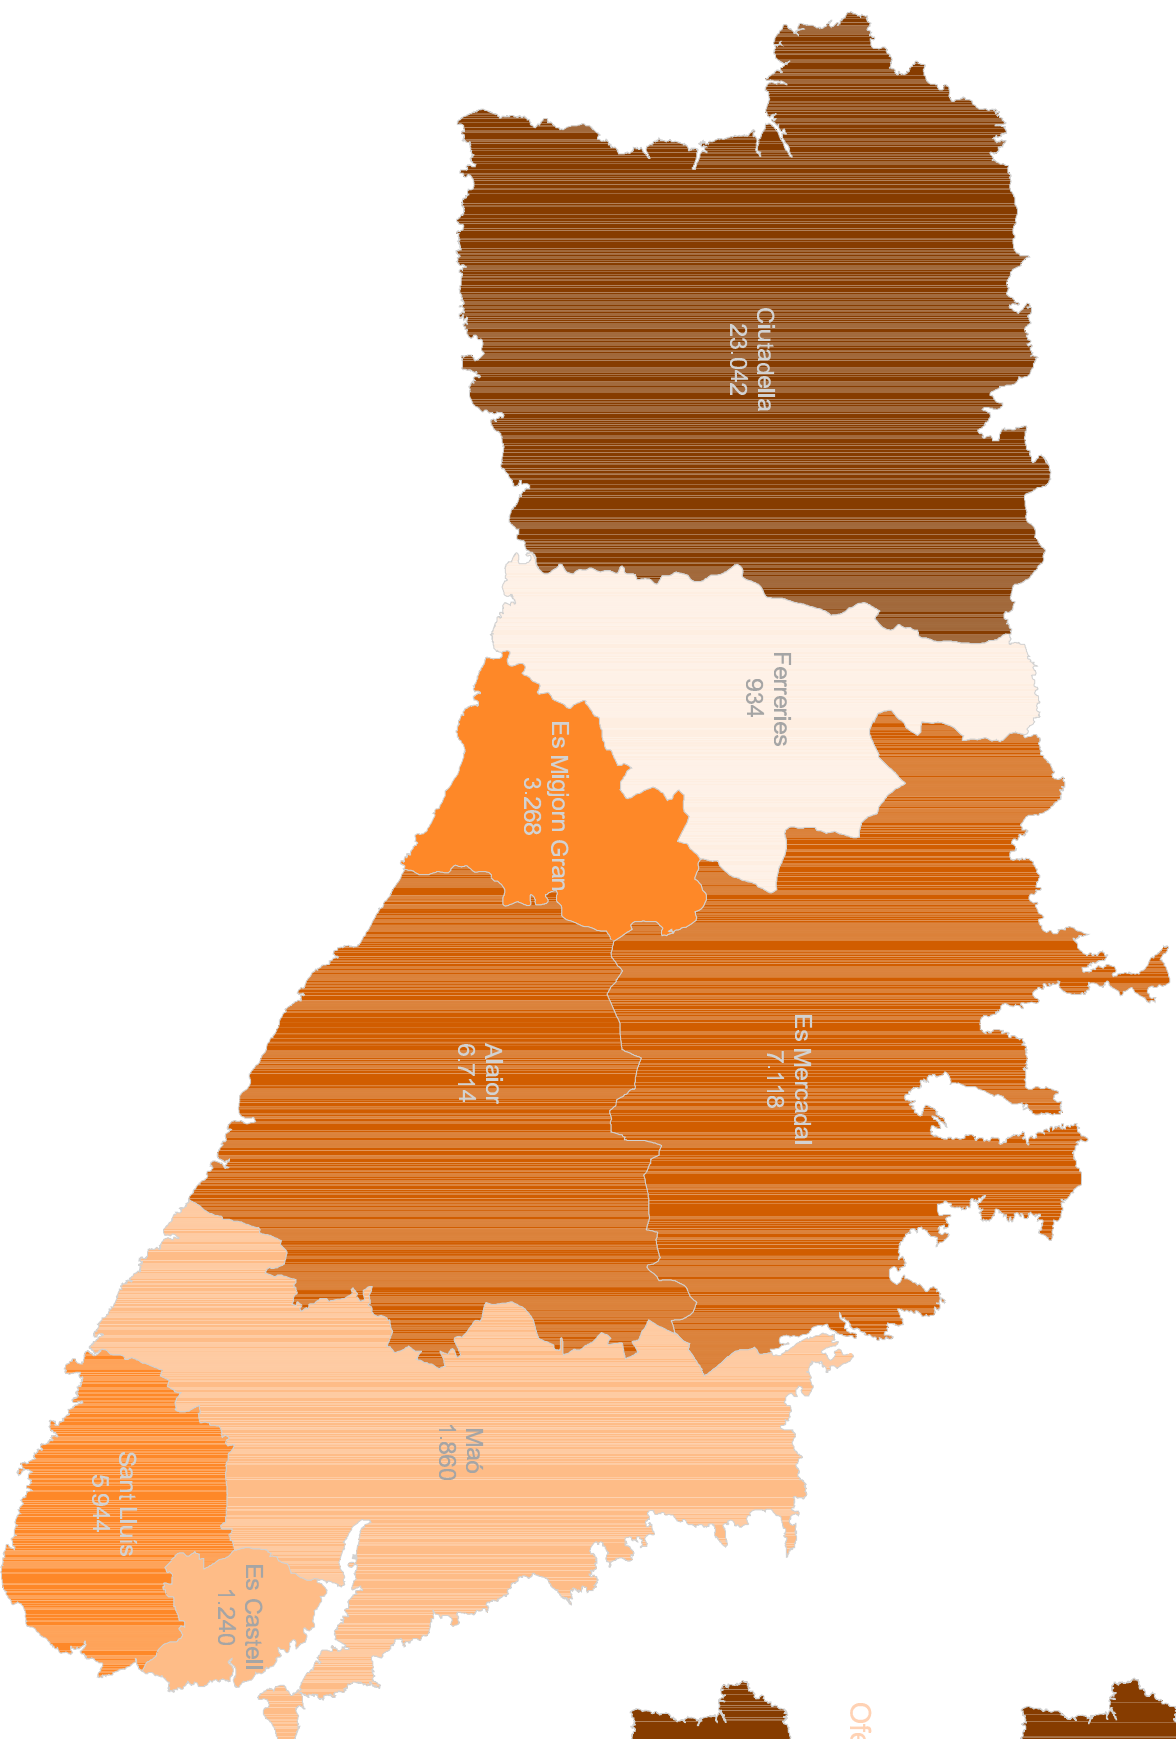 Ciutadella
23.042
Ferreries
934
Es Migjorn Gran
3.268
Es Mercadal
7.118
Alaior
6.714
Maó
1.860
Sant Lluís
5.944
Es Castell
1.240
Ofe